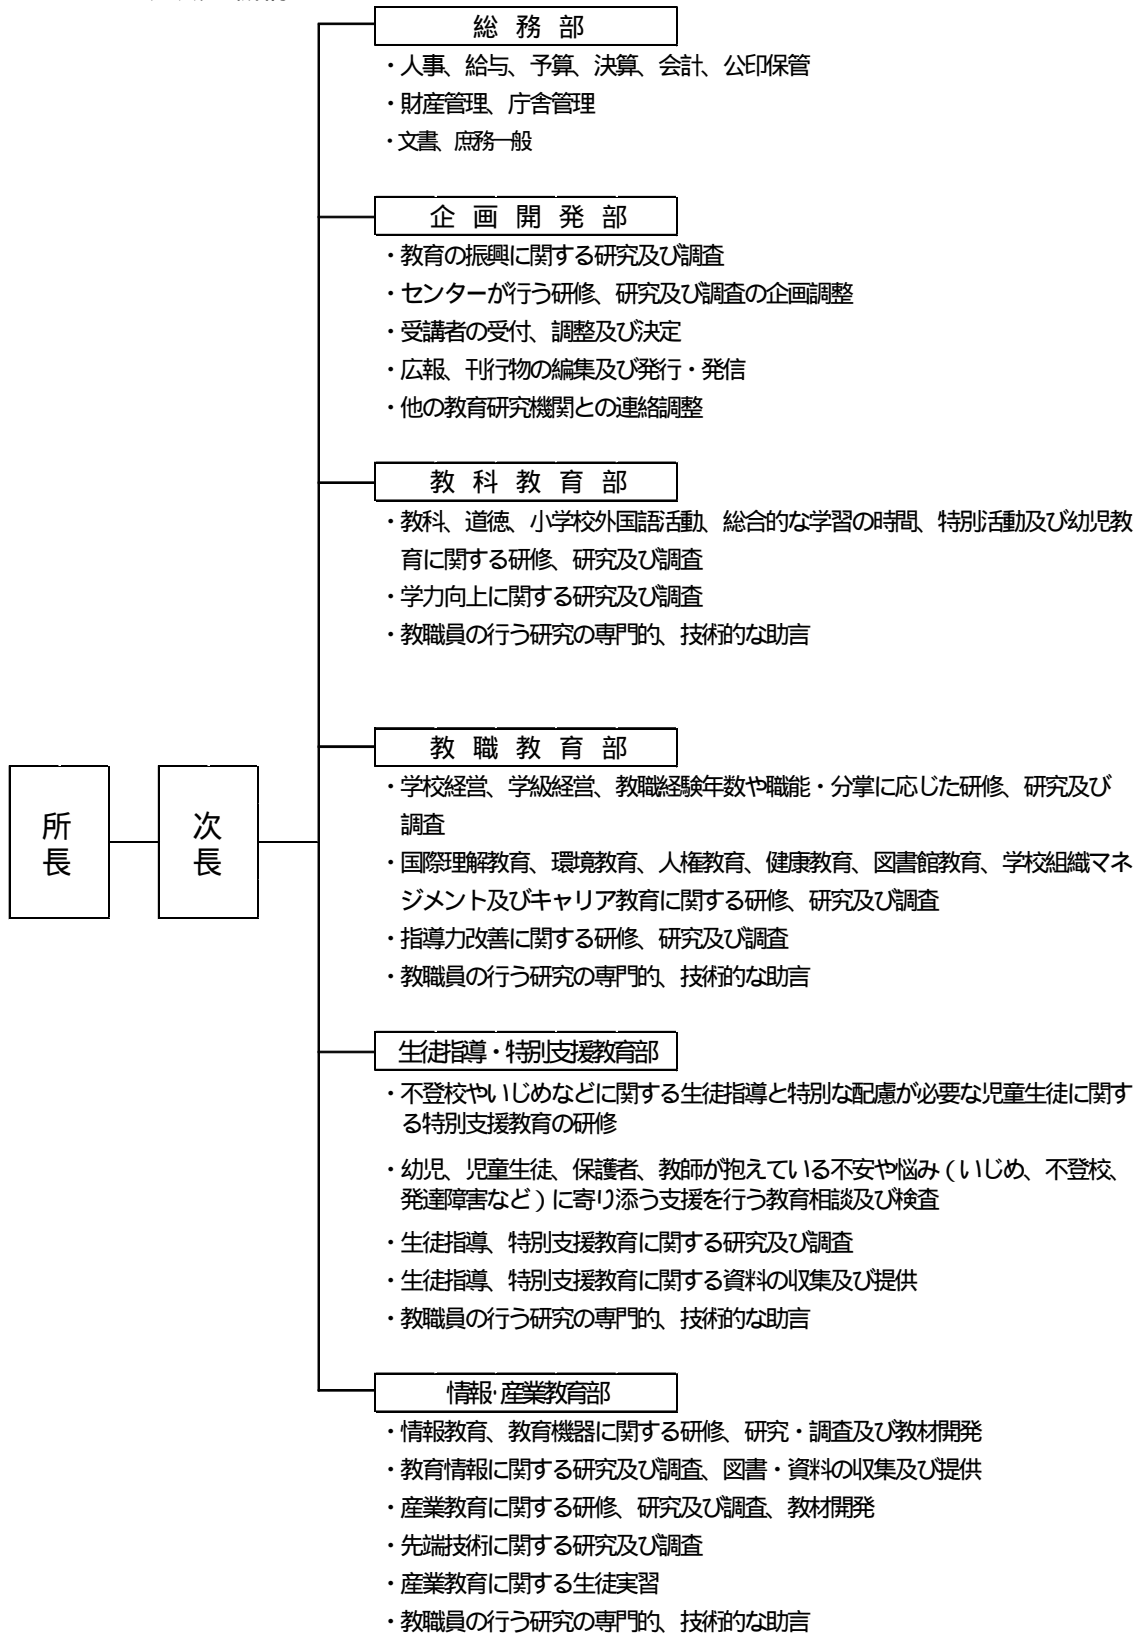 総務部
・人事、給与、予算、決算、会計、公印保管
・財産管理、庁舎管理
・文書、庶務一般
企画開発部
・教育の振興に関する研究及び調査
・センターが行う研修、研究及び調査の企画調整
・受講者の受付、調整及び決定
・広報、刊行物の編集及び発行・発信
・他の教育研究機関との連絡調整
教科教育部
・教科、道徳、小学校外国語活動、総合的な学習の時間、特別活動及び幼児教
育に関する研修、研究及び調査
・学力向上に関する研究及び調査
・教職員の行う研究の専門的、技術的な助言
所長
次長
教職教育部
・学校経営、学級経営、教職経験年数や職能・分掌に応じた研修、研究及び
調査
・国際理解教育、環境教育、人権教育、健康教育、図書館教育、学校組織マネ
ジメント及びキャリア教育に関する研修、研究及び調査
・指導力改善に関する研修、研究及び調査
・教職員の行う研究の専門的、技術的な助言
生徒指導・特別支援教育部
・不登校やいじめなどに関する生徒指導と特別な配慮が必要な児童生徒に関す
る特別支援教育の研修
・幼児、児童生徒、保護者、教師が抱えている不安や悩み(いじめ、不登校、
発達障害など)に寄り添う支援を行う教育相談及び検査
・生徒指導、特別支援教育に関する研究及び調査
・生徒指導、特別支援教育に関する資料の収集及び提供
・教職員の行う研究の専門的、技術的な助言
情報・産業教育部
・情報教育、教育機器に関する研修、研究・調査及び教材開発
・教育情報に関する研究及び調査、図書・資料の収集及び提供
・産業教育に関する研修、研究及び調査、教材開発
・先端技術に関する研究及び調査
・産業教育に関する生徒実習
・教職員の行う研究の専門的、技術的な助言